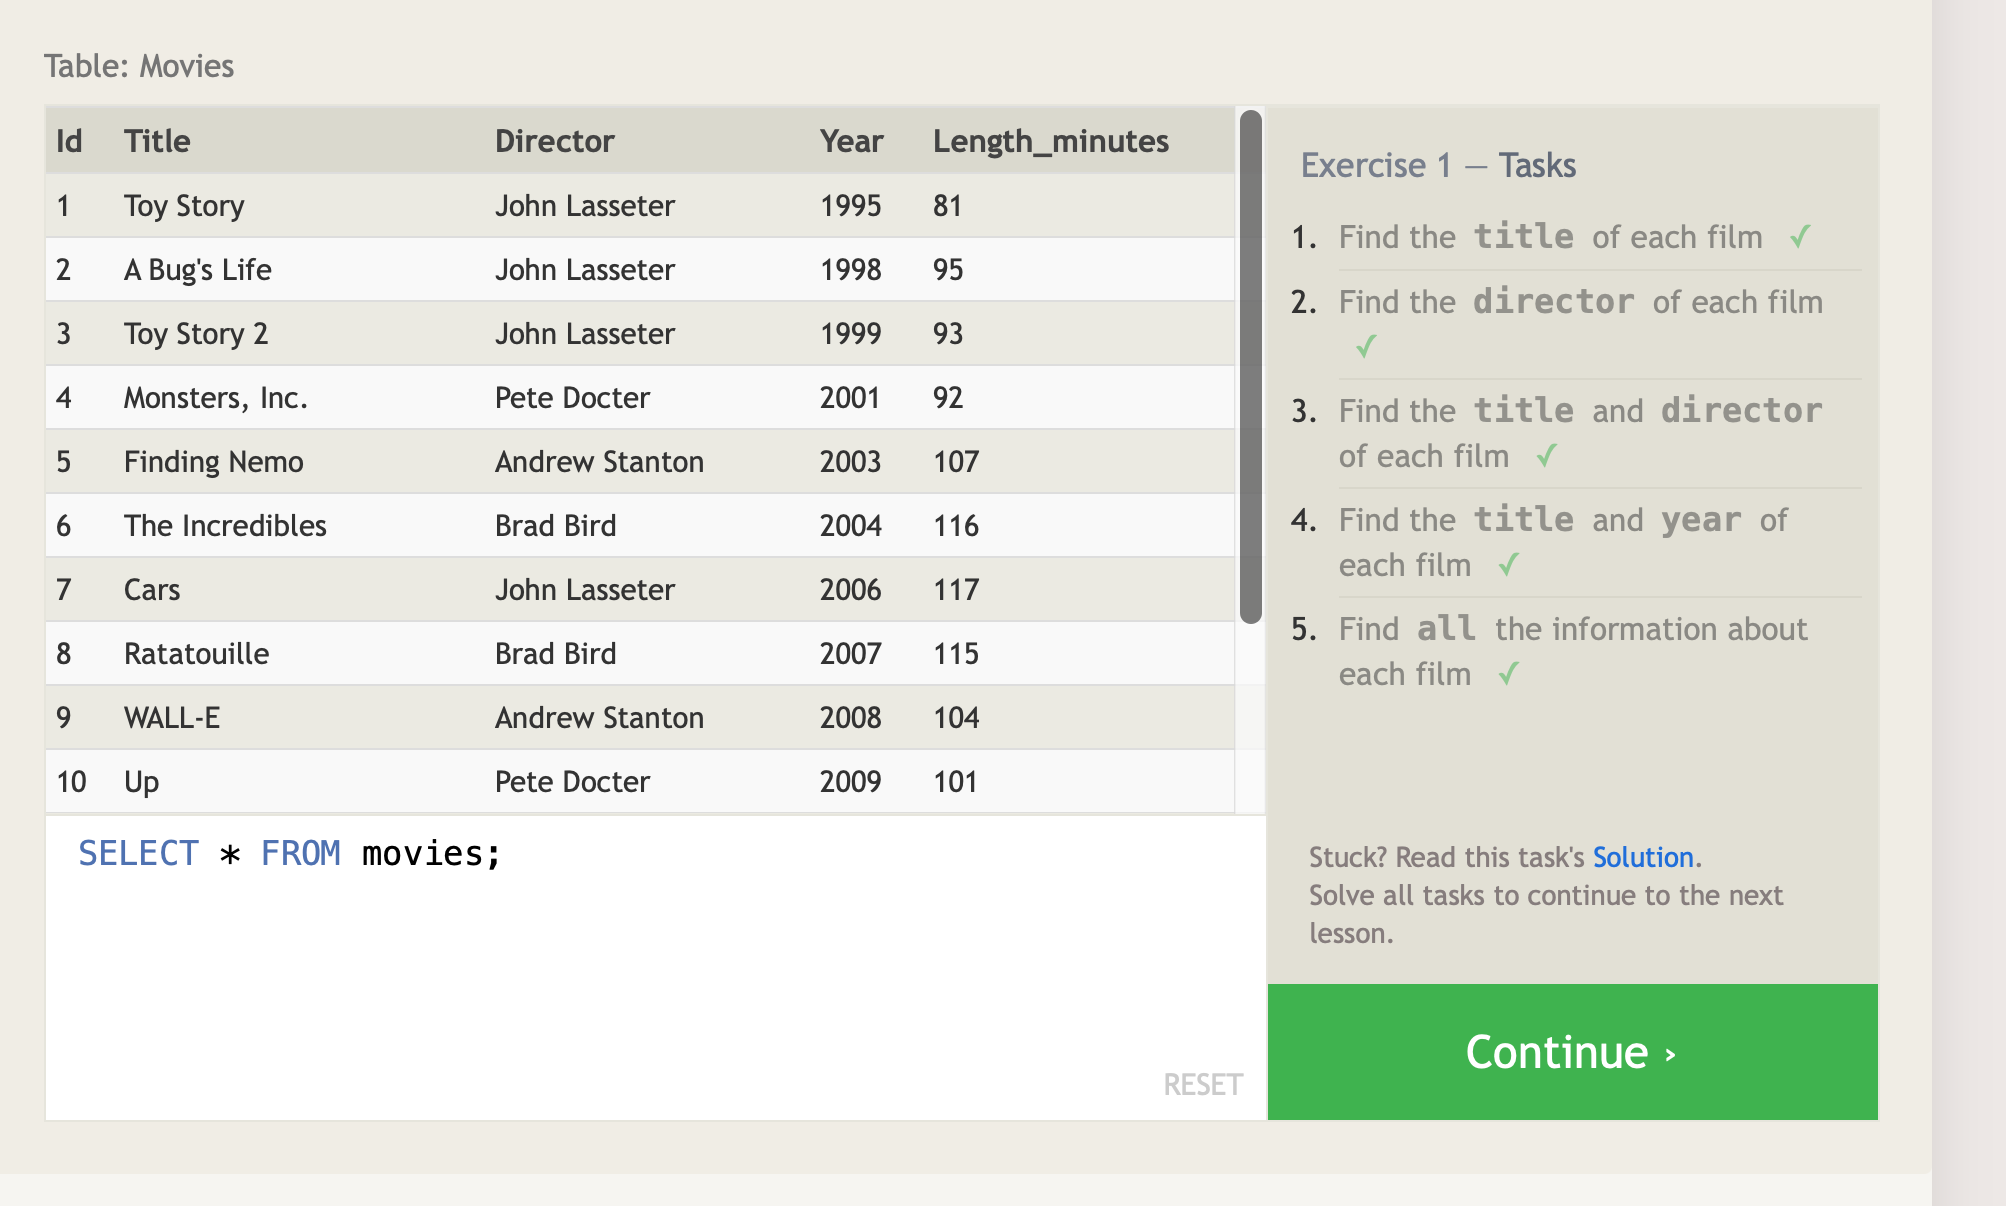 Table: Movies
Id Title Director Year Length_minutes
1 Toy Story John Lasseter 1995 81
2 A Bug's Life John Lasseter 1998 95
3 Toy Story 2 John Lasseter 1999 93
4 Monsters, Inc. Pete Docter 2001 92
5 Finding Nemo Andrew Stanton 2003 107
6 The Incredibles Brad Bird 2004 116
7 Cars John Lasseter 2006 117
8 Ratatouille Brad Bird 2007 115
9 WALL-E Andrew Stanton 2008 104
10 Up Pete Docter 2009 101
SELECT * FROM movies;
RESET
Exercise 1 — Tasks
1. Find the title of each film ✓
2. Find the director of each film
✓
3. Find the title and director
of each film ✓
4. Find the title and year of
each film ✓
5. Find all the information about
each film ✓
Stuck? Read this task's Solution.
Solve all tasks to continue to the next
lesson.
Continue ›